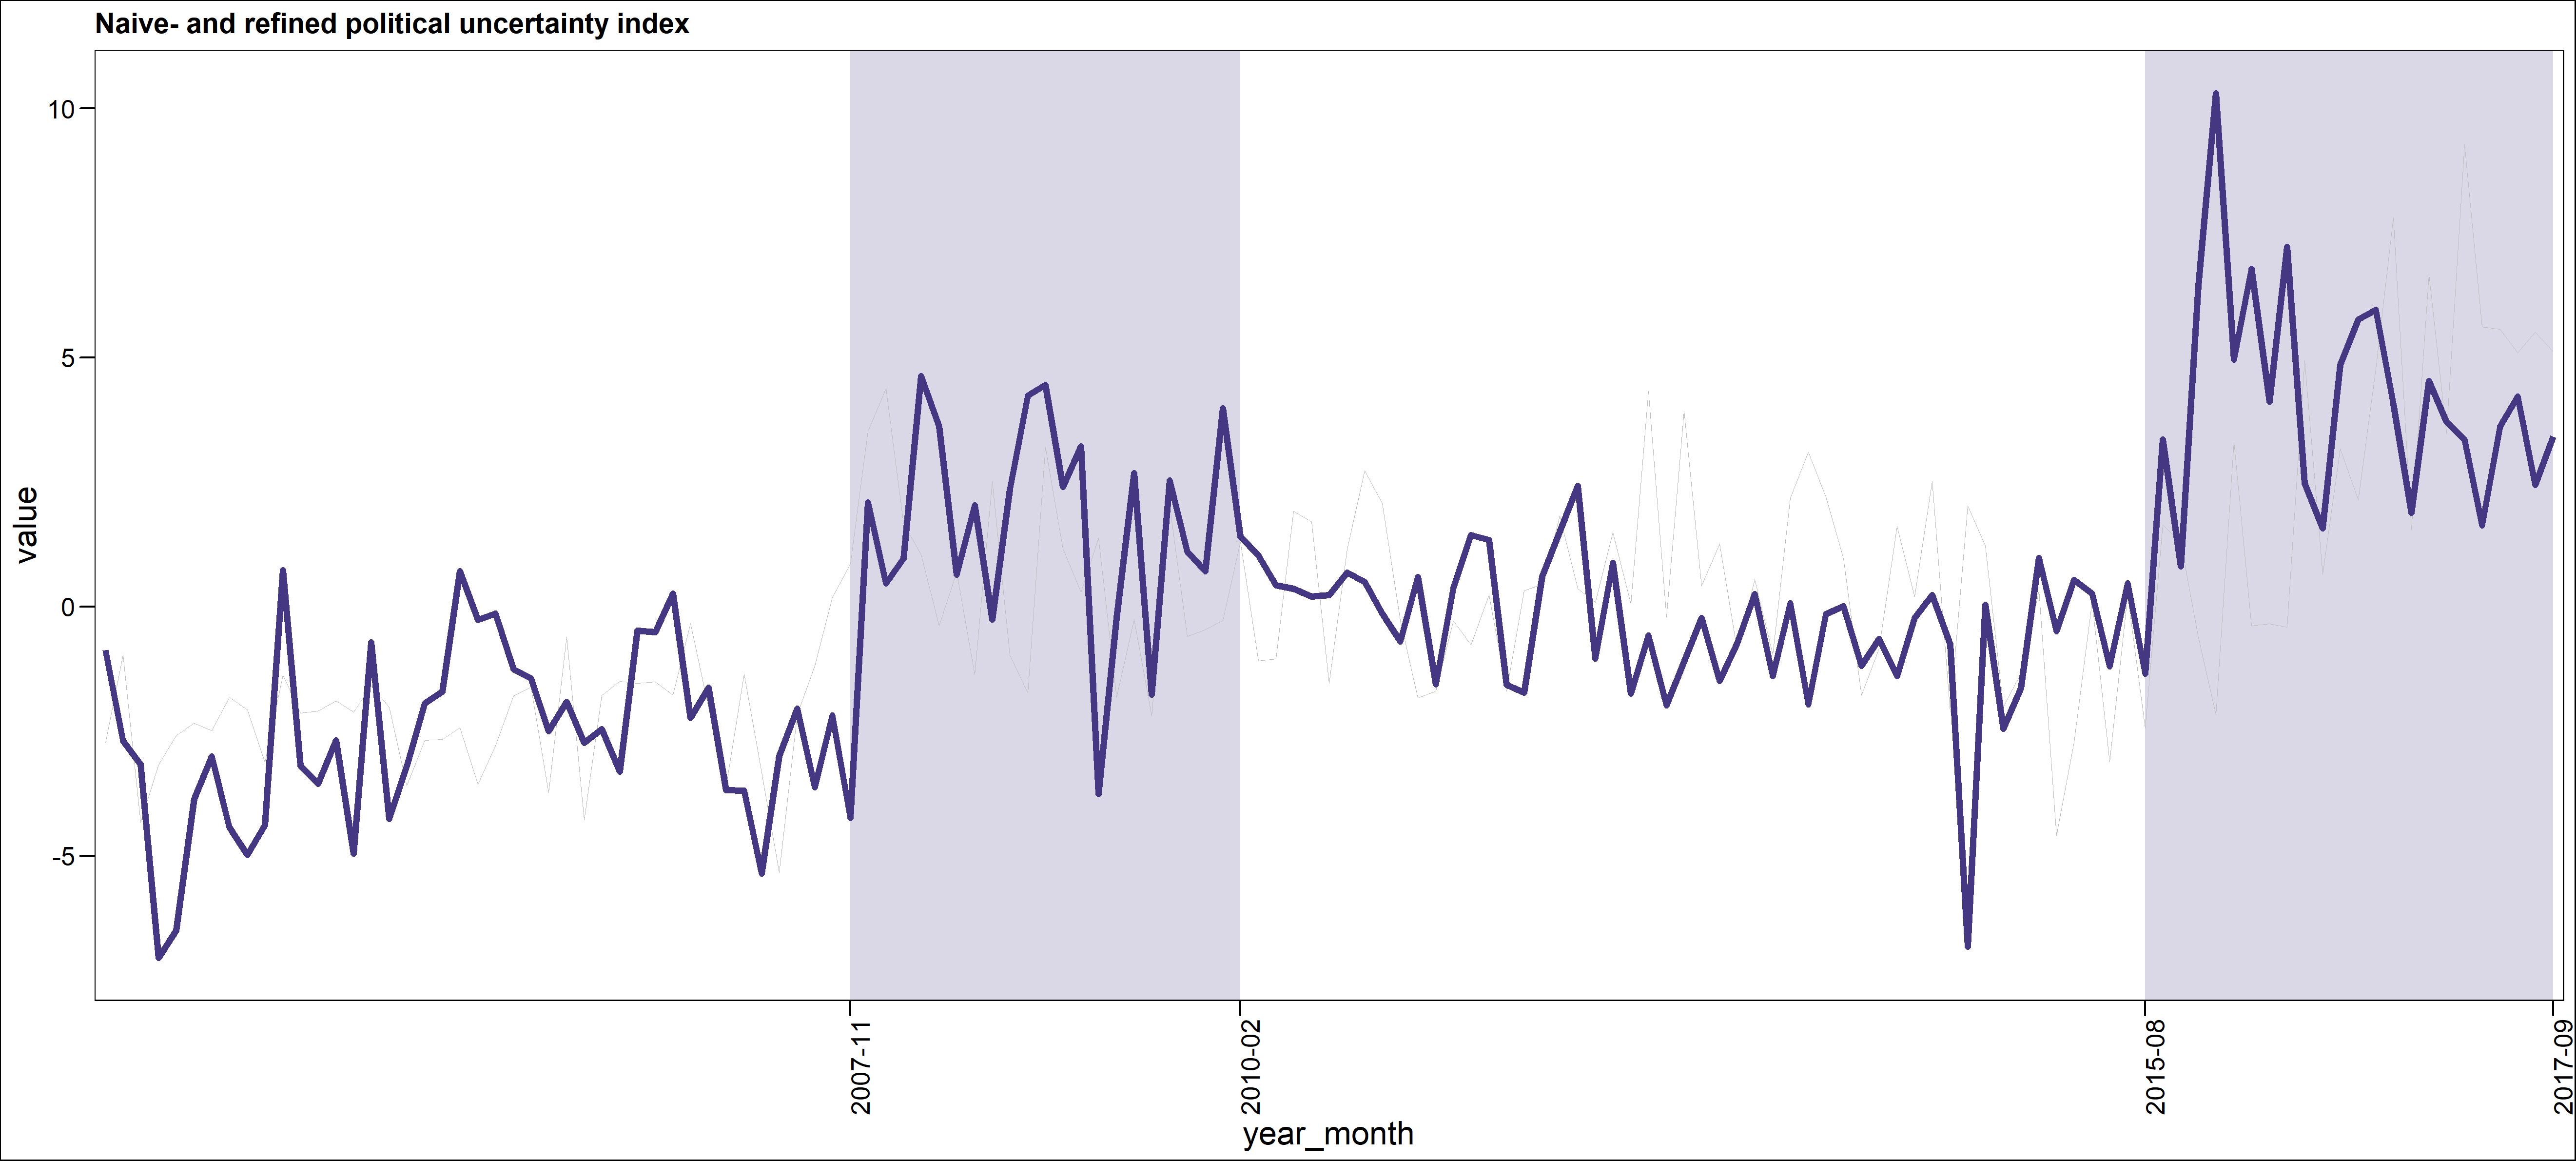 Naive- and refined political uncertainty index
10
5
0
-5
value
2007-11
2010-02
2015-08
2017-09
year_month